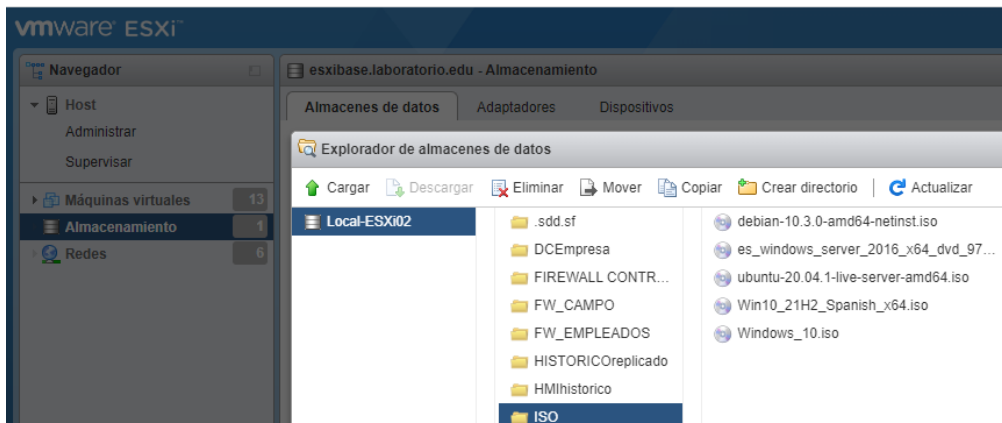 vmware ESXi™
Navegador
Host
Administrar
Supervisar
Máquinas virtuales 13
Almacenamiento 1
Redes 6
esxibase.laboratorio.edu - Almacenamiento
Almacenes de datos Adaptadores Dispositivos
Explorador de almacenes de datos
Cargar Descargar Eliminar Mover Copiar Crear directorio Actualizar
Local-ESXi02
.sdd.sf
DCEmpresa
FIREWALL CONTR...
FW_CAMPO
FW_EMPLEADOS
HISTORICOreplicado
HMIhistorico
ISO
debian-10.3.0-amd64-netinst.iso
es_windows_server_2016_x64_dvd_97...
ubuntu-20.04.1-live-server-amd64.iso
Win10_21H2_Spanish_x64.iso
Windows_10.iso